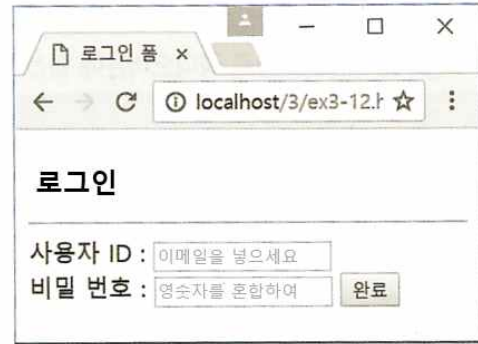 로그인 폼
localhost/3/ex3-12.h
로그인
사용자 ID : 이메일을 넣으세요
비밀 번호 : 영숫자를 혼합하여 완료